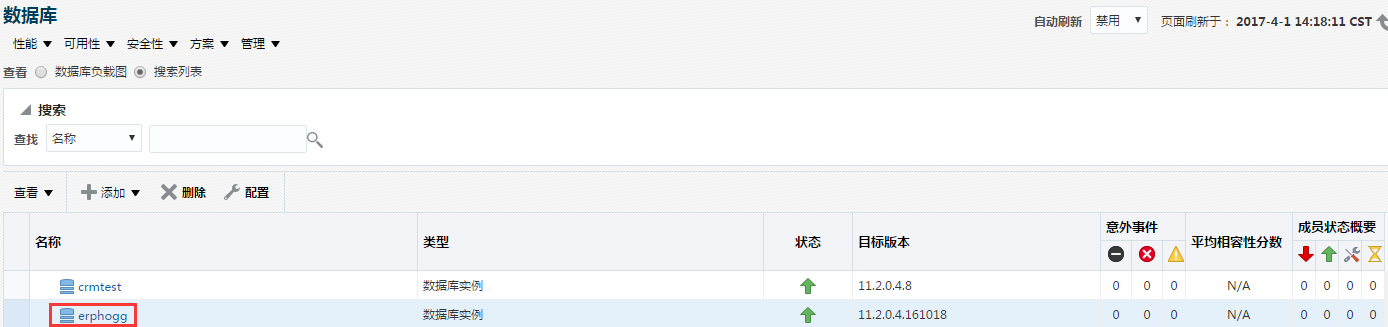 数据库
自动刷新 禁用 页面刷新于： 2017-4-1 14:18:11 CST
性能 可用性 安全性 方案 管理
查看 数据库负载图 搜索列表
搜索
查找 名称
查看 添加 删除 配置
名称 类型 状态 目标版本 意外事件 平均相容性分数 成员状态概要
crmtest 数据库实例 11.2.0.4.8 0 0 0 N/A 0 0 0 0
erphogg 数据库实例 11.2.0.4.161018 0 0 0 N/A 0 0 0 0